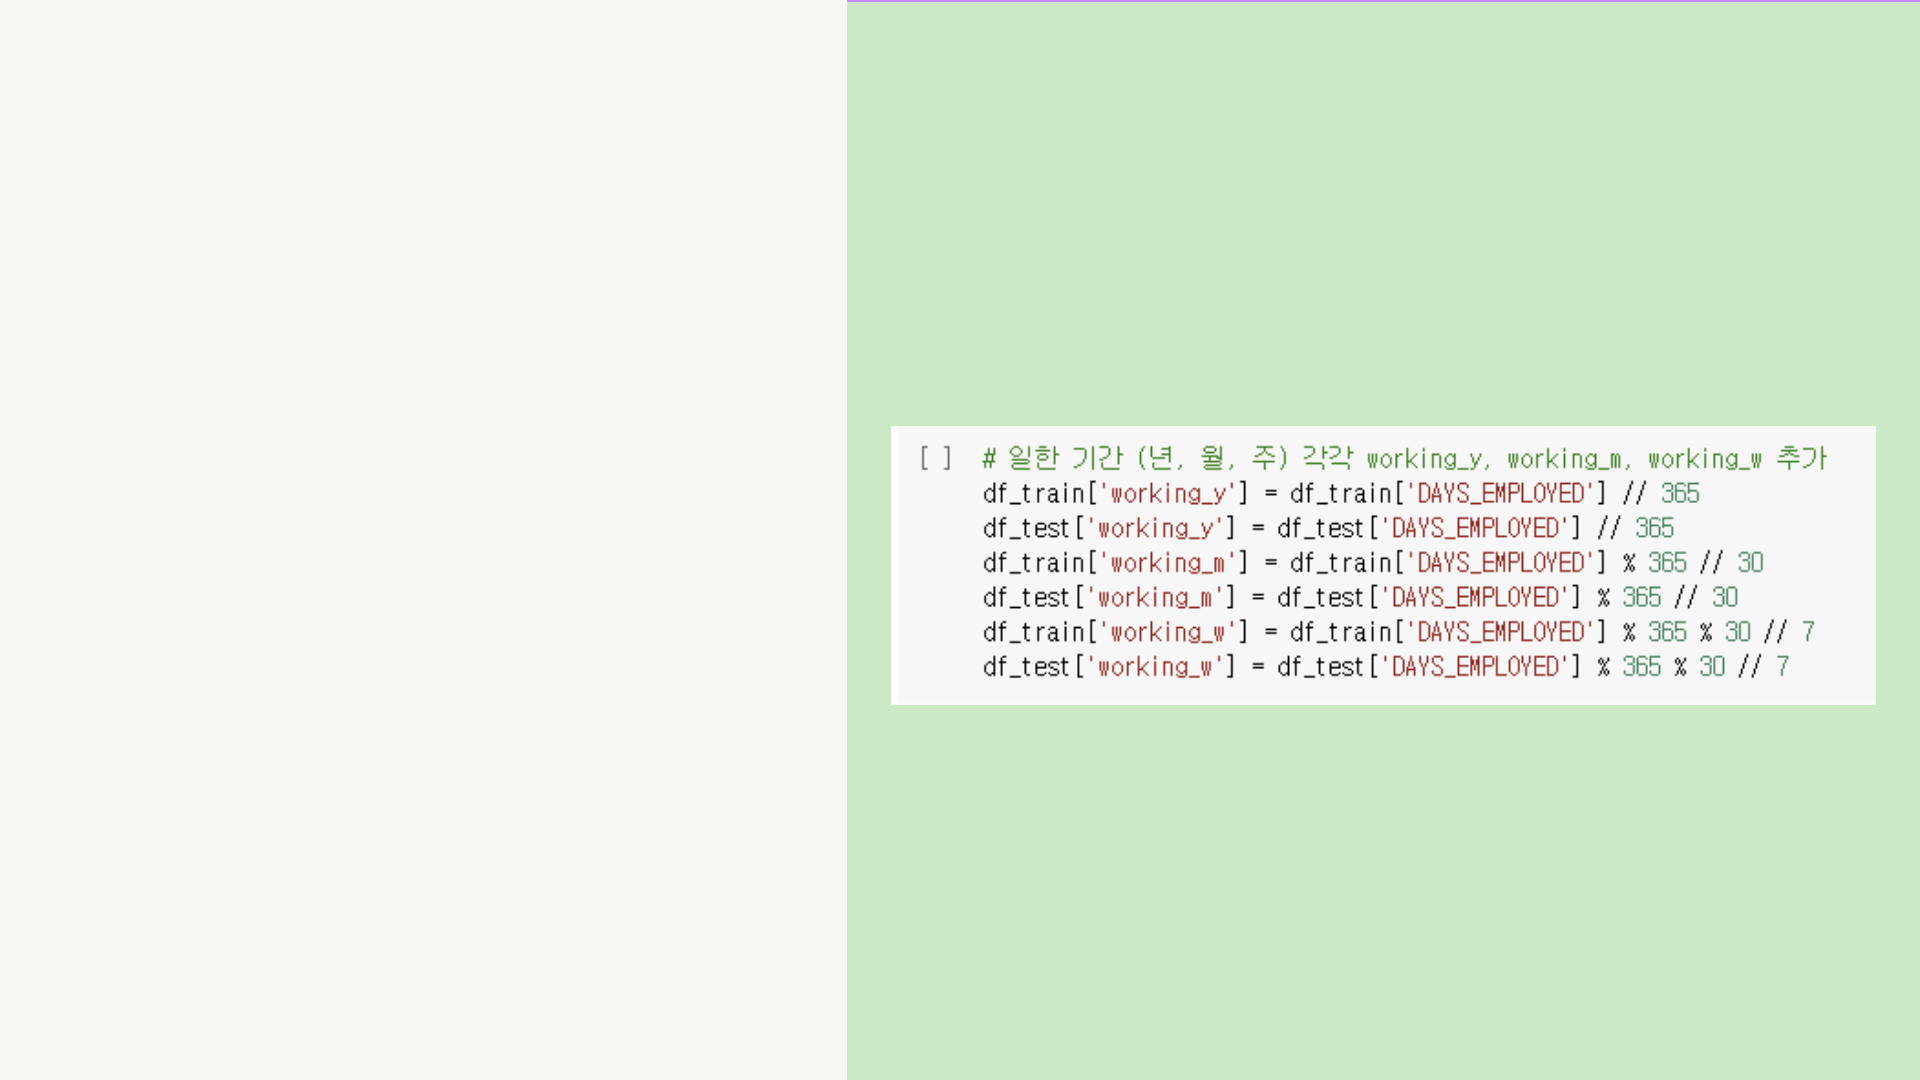 [ ] # 일한 기간 (년, 월, 주) 각각 working_y, working_m, working_w 추가
df_train['working_y'] = df_train['DAYS_EMPLOYED'] // 365
df_test['working_y'] = df_test['DAYS_EMPLOYED'] // 365
df_train['working_m'] = df_train['DAYS_EMPLOYED'] % 365 // 30
df_test['working_m'] = df_test['DAYS_EMPLOYED'] % 365 // 30
df_train['working_w'] = df_train['DAYS_EMPLOYED'] % 365 % 30 // 7
df_test['working_w'] = df_test['DAYS_EMPLOYED'] % 365 % 30 // 7